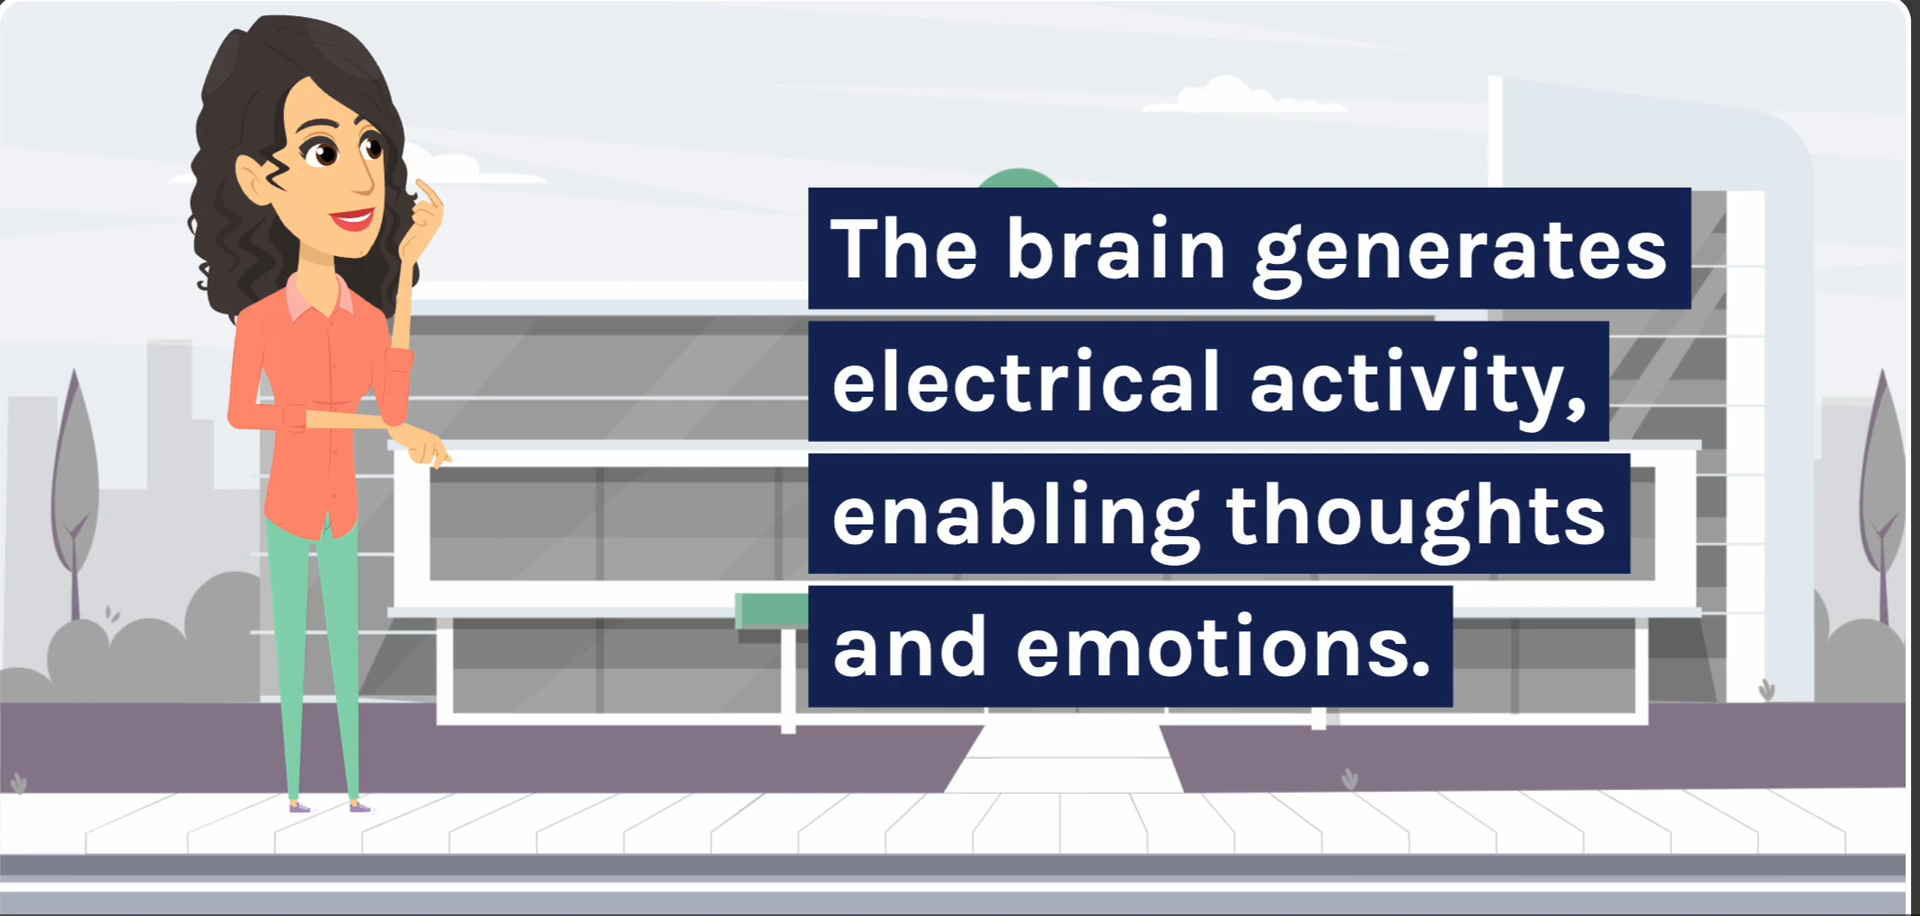 The brain generates
electrical activity,
enabling thoughts
and emotions.